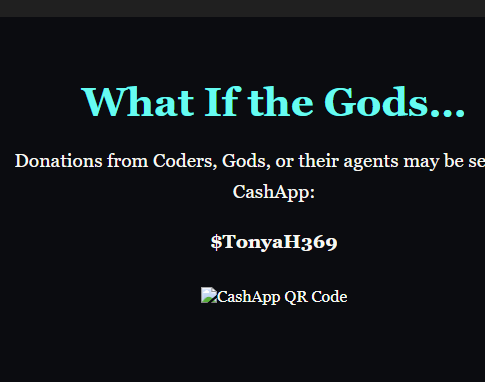 What If the Gods...
Donations from Coders, Gods, or their agents may be se
CashApp:
$TonyaH369
CashApp QR Code